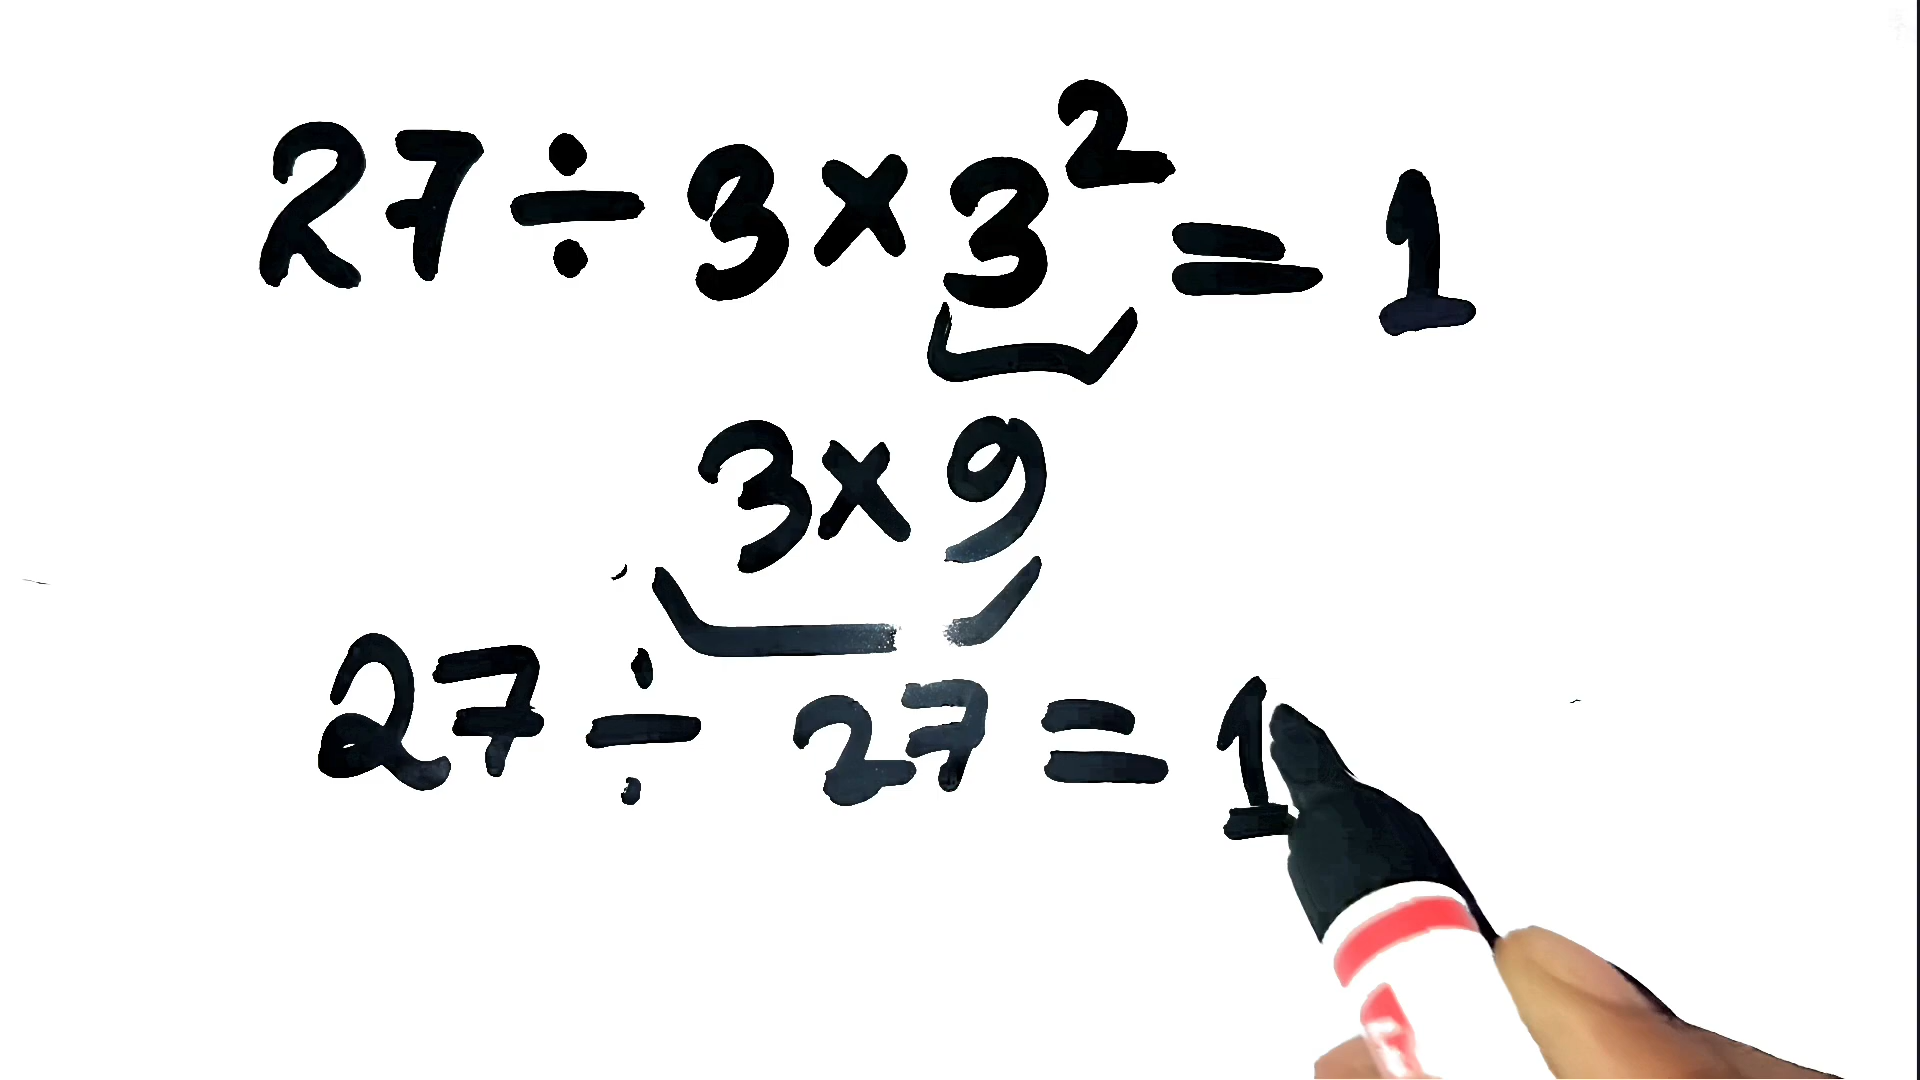 27 ÷ 3 × 3² = 1
3 × 9
27 ÷ 27 = 1